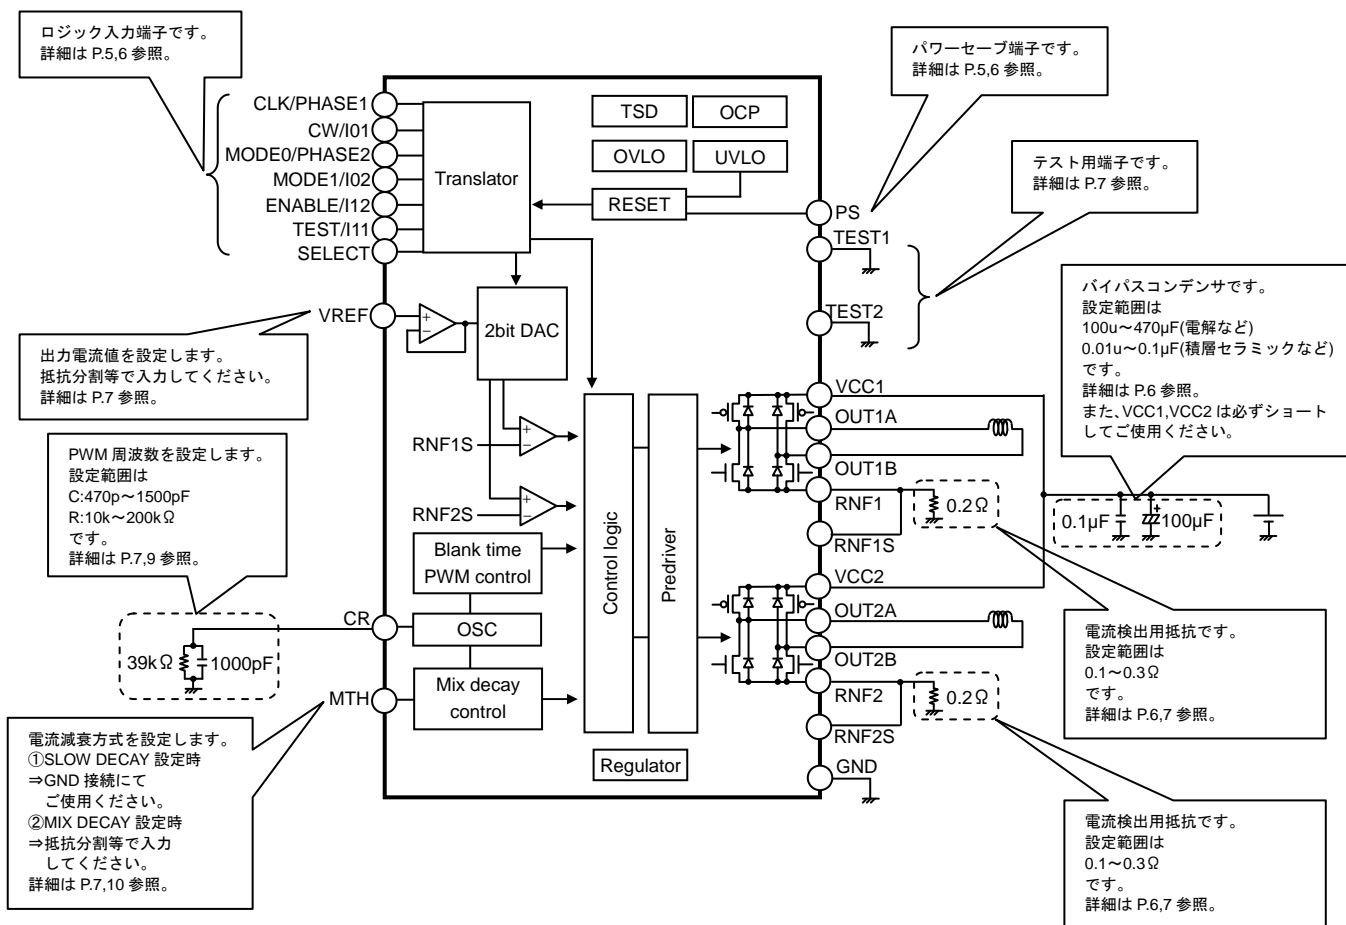 ロジック入力端子です。
詳細は P.5,6 参照。
パワーセーブ端子です。
詳細は P.5,6 参照。
CLK/PHASE1
CW/I01
MODE0/PHASE2
MODE1/I02
ENABLE/I12
TEST/I11
SELECT
Translator
TSD
OCP
OVLO
UVLO
RESET
PS
TEST1
TEST2
テスト用端子です。
詳細は P.7 参照。
VREF
2bit DAC
出力電流値を設定します。
抵抗分割等で入力してください。
詳細は P.7 参照。
バイパスコンデンサです。
設定範囲は
100u～470µF(電解など)
0.01u～0.1µF(積層セラミックなど)
です。
詳細は P.6 参照。
また、VCC1,VCC2 は必ずショート
してご使用ください。
RNF1S
RNF2S
Blank time
PWM control
OSC
Mix decay
control
Control logic
Predriver
Regulator
VCC1
OUT1A
OUT1B
RNF1
RNF1S
VCC2
OUT2A
OUT2B
RNF2
RNF2S
GND
0.2Ω
0.2Ω
0.1µF
100µF
PWM 周波数を設定します。
設定範囲は
C:470p～1500pF
R:10k～200kΩ
です。
詳細は P.7,9 参照。
CR
39kΩ
1000pF
MTH
電流減衰方式を設定します。
①SLOW DECAY 設定時
⇒GND 接続にて
ご使用ください。
②MIX DECAY 設定時
⇒抵抗分割等で入力
してください。
詳細は P.7,10 参照。
電流検出用抵抗です。
設定範囲は
0.1～0.3Ω
です。
詳細は P.6,7 参照。
電流検出用抵抗です。
設定範囲は
0.1～0.3Ω
です。
詳細は P.6,7 参照。